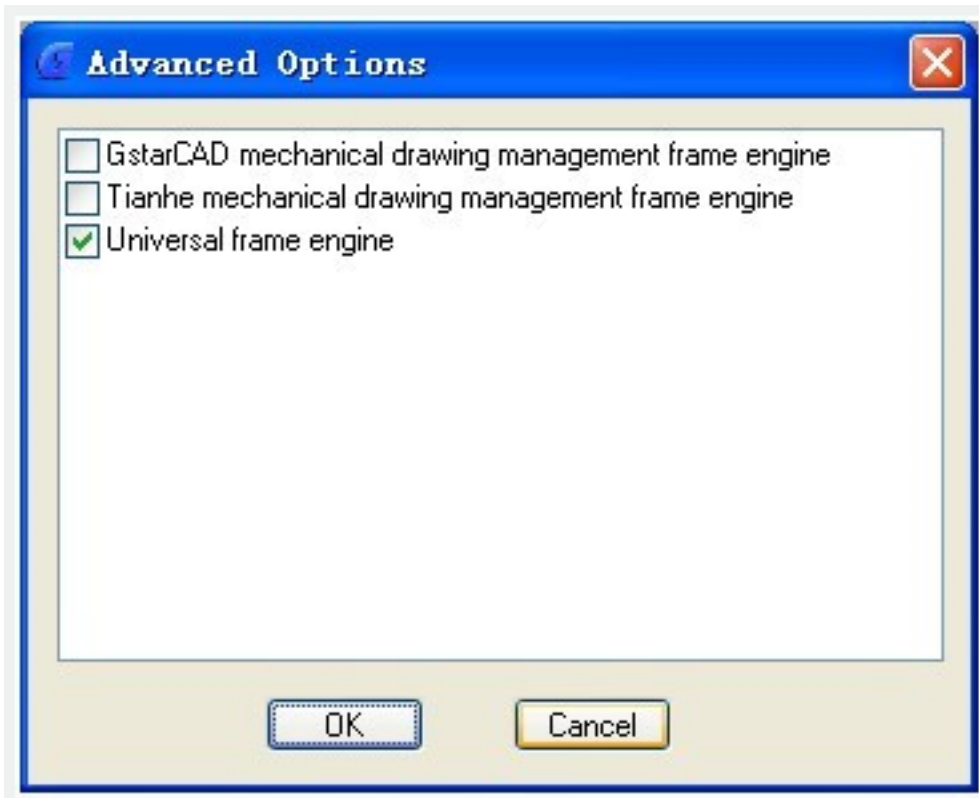 Advanced Options
GstarCAD mechanical drawing management frame engine
Tianhe mechanical drawing management frame engine
Universal frame engine
OK
Cancel